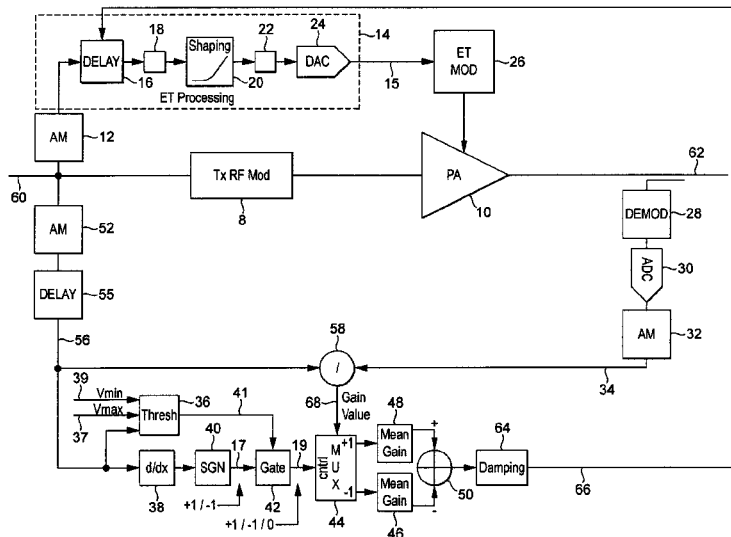 18
22
24
14
DELAY
Shaping
DAC
ET
MOD
26
16
20
15
ET Processing
AM
12
60
Tx RF Mod
8
PA
10
62
AM
52
DEMOD
28
DELAY
55
ADC
30
56
58
AM
32
/
34
39
Vmin
36
41
68
Gain
Value
48
Vmax
37
Thresh
40
17
19
M
U
X
cntrl
+1
-1
Mean
Gain
+
64
d/dx
SGN
Gate
Damping
50
66
38
42
44
Mean
Gain
-
46
+1 / -1
+1 / -1 / 0